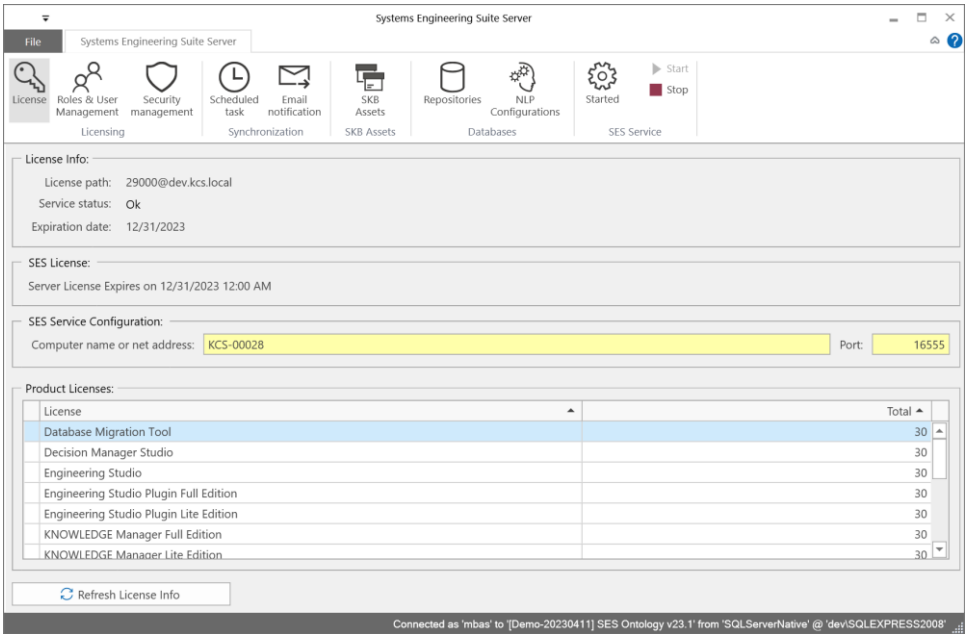 Systems Engineering Suite Server
File Systems Engineering Suite Server
License Roles & User Management Security management Scheduled task Email notification SKB Assets Repositories NLP Configurations Started Start
Stop
Licensing Synchronization SKB Assets Databases SES Service
License Info:
License path: 29000@dev.kcs.local
Service status: Ok
Expiration date: 12/31/2023
SES License:
Server License Expires on 12/31/2023 12:00 AM
SES Service Configuration:
Computer name or net address: KCS-00028 Port: 16555
Product Licenses:
License Total
Database Migration Tool 30
Decision Manager Studio 30
Engineering Studio 30
Engineering Studio Plugin Full Edition 30
Engineering Studio Plugin Lite Edition 30
KNOWLEDGE Manager Full Edition 30
KNOWLEDGE Manager Lite Edition 30
Refresh License Info
Connected as 'mbas' to '[Demo-20230411] SES Ontology v23.1' from 'SQLServerNative' @ 'dev\SQLEXPRESS2008'